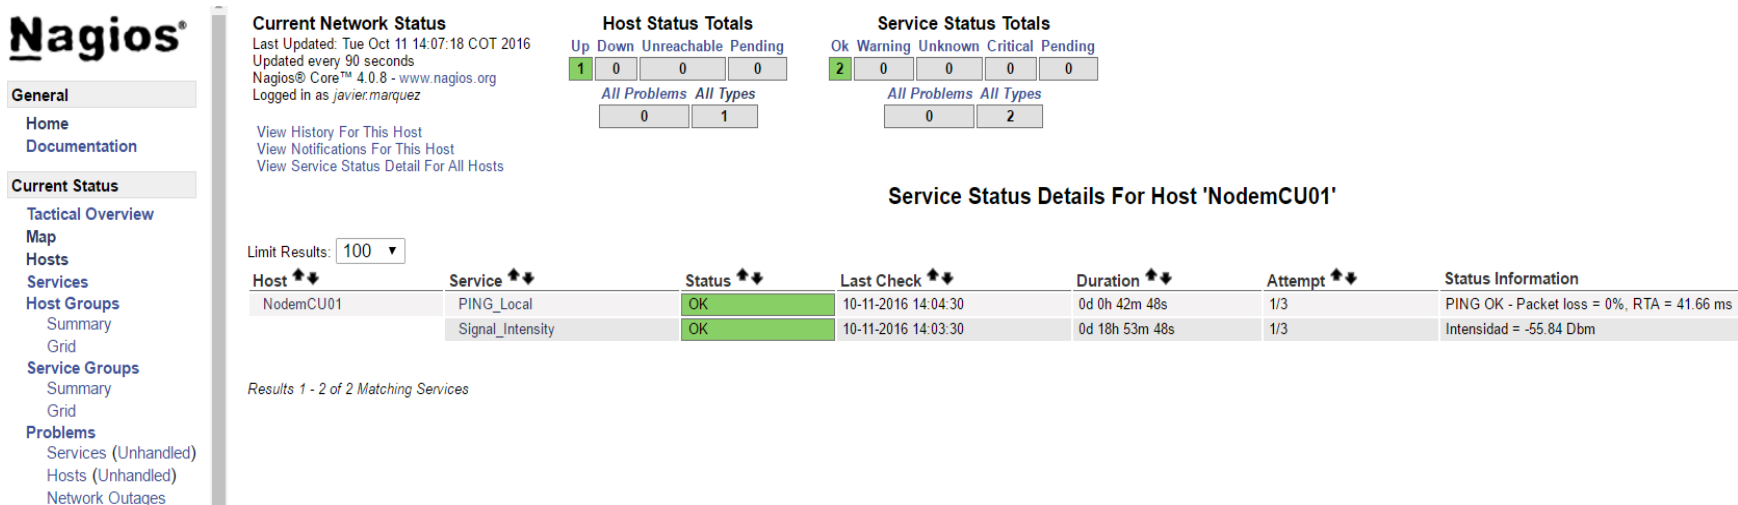 Nagios®
General
Home
Documentation
Current Status
Tactical Overview
Map
Hosts
Services
Host Groups
Summary
Grid
Service Groups
Summary
Grid
Problems
Services (Unhandled)
Hosts (Unhandled)
Network Outages
Current Network Status
Last Updated: Tue Oct 11 14:07:18 COT 2016
Updated every 90 seconds
Nagios® Core™ 4.0.8 - www.nagios.org
Logged in as javier.marquez
View History For This Host
View Notifications For This Host
View Service Status Detail For All Hosts
Host Status Totals
Up Down Unreachable Pending
1 0 0 0
All Problems All Types
0 1
Service Status Totals
Ok Warning Unknown Critical Pending
2 0 0 0 0
All Problems All Types
0 2
Service Status Details For Host 'NodemCU01'
Limit Results: 100
Host Service Status Last Check Duration Attempt Status Information
NodemCU01 PING_Local OK 10-11-2016 14:04:30 0d 0h 42m 48s 1/3 PING OK - Packet loss = 0%, RTA = 41.66 ms
Signal_Intensity OK 10-11-2016 14:03:30 0d 18h 53m 48s 1/3 Intensidad = -55.84 Dbm
Results 1 - 2 of 2 Matching Services